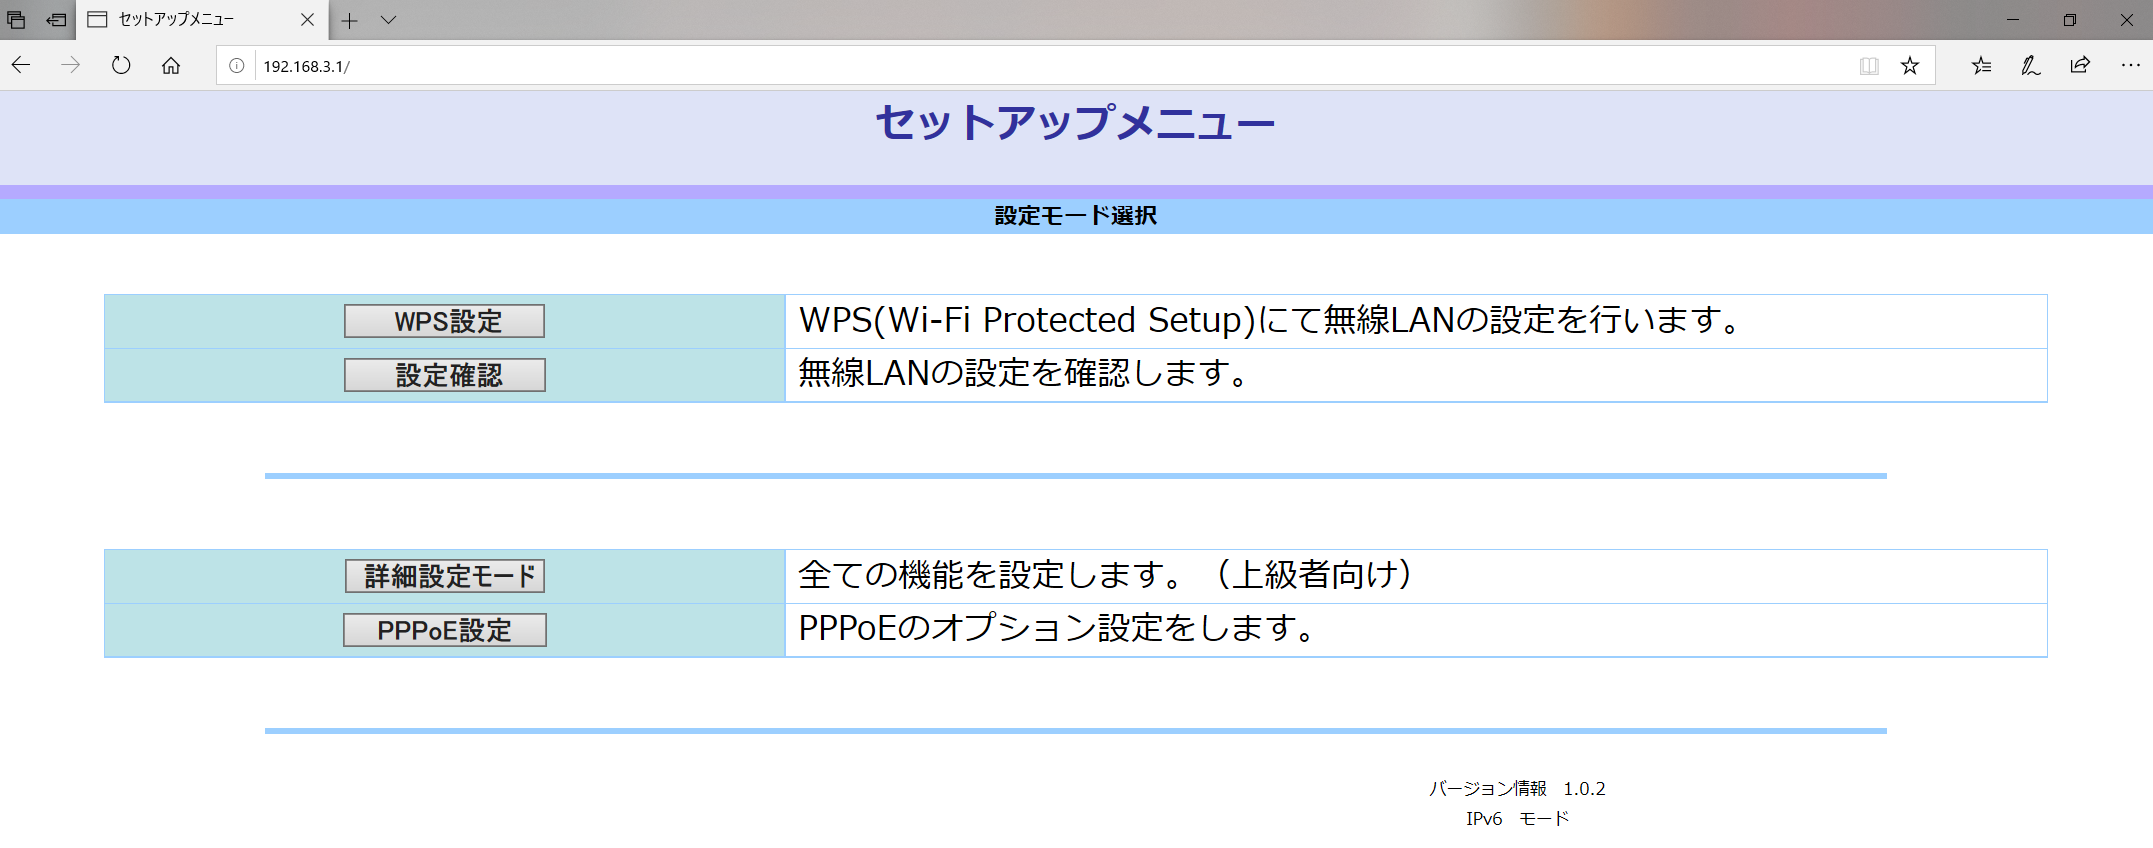 セットアップメニュー
192.168.3.1/
セットアップメニュー
設定モード選択
WPS設定 WPS(Wi-Fi Protected Setup)にて無線LANの設定を行います。
設定確認 無線LANの設定を確認します。
詳細設定モード 全ての機能を設定します。（上級者向け）
PPPoE設定 PPPoEのオプション設定をします。
バージョン情報　1.0.2
IPv6　モード